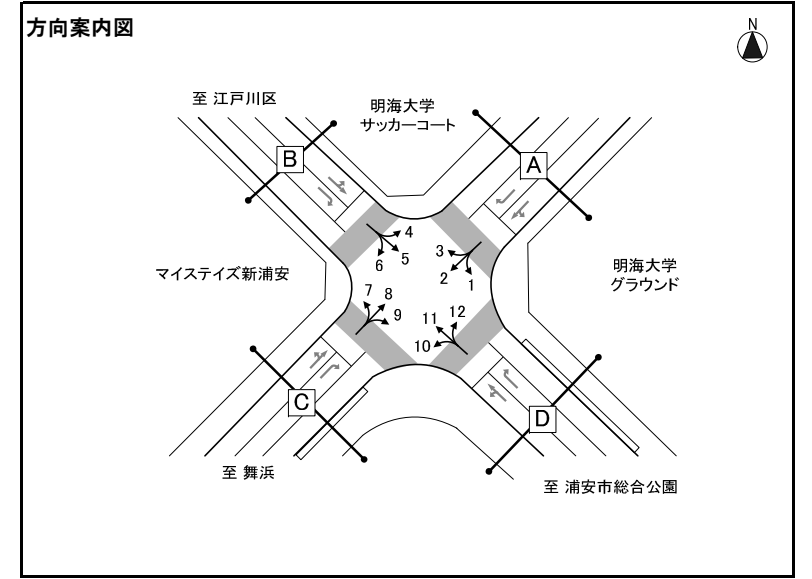 方向案内図
N
至 江戸川区
明海大学
サッカーコート
B
A
4
5
6
3
2
1
マイステイズ新浦安
明海大学
グラウンド
7
8
9
11
12
10
C
D
至 舞浜
至 浦安市総合公園